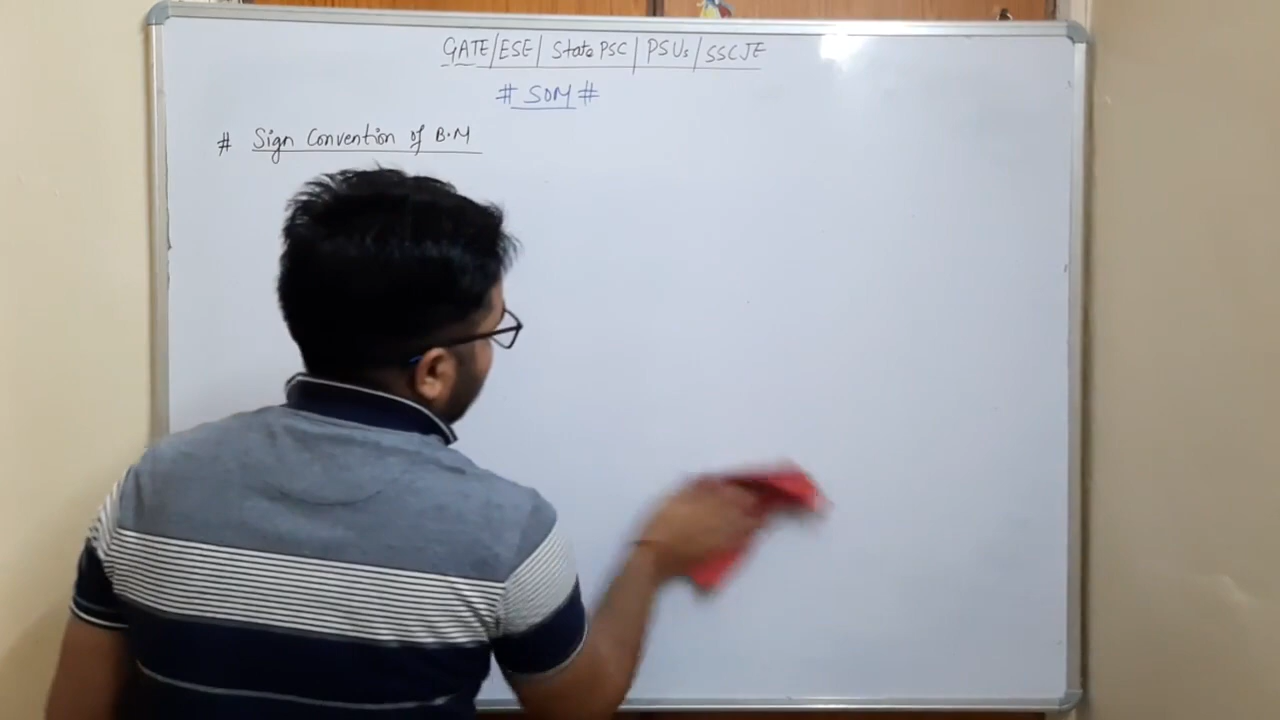 GATE/ESE/ State PSC/ PSUs/SSCJE
# SOM #
# Sign Convention of B.M